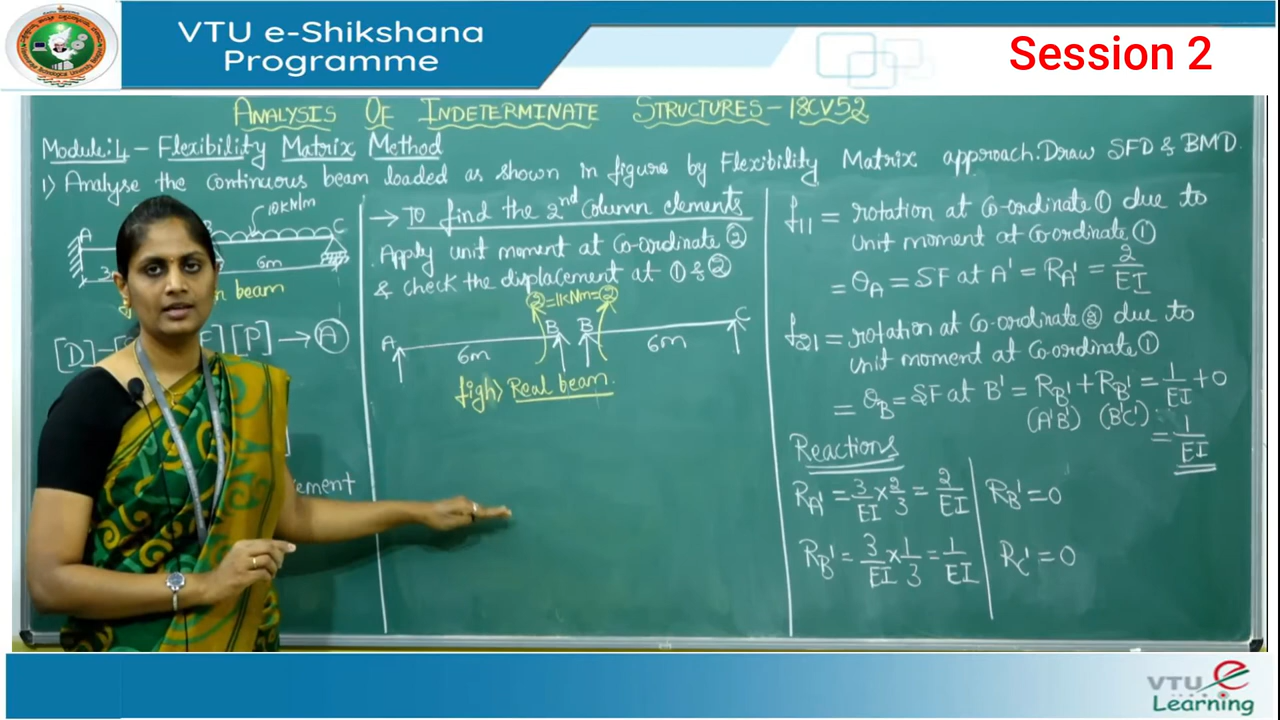 VTU e-Shikshana
Programme
Session 2
ANALYSIS OF INDETERMINATE STRUCTURES - 18CV52
Module:4 - Flexibility Matrix Method
1) Analyse the continuous beam loaded as shown in figure by Flexibility Matrix approach. Draw SFD & BMD.
10kN/m
A
C
3
6m
beam
[P] → Ⓐ
ement
→ To find the 2nd Column elements
Apply unit moment at Co-ordinate ②
& check the displacement at ① & ②
②=1kNm=②
A B B C
6m 6m
fig h) Real beam.
f11 = rotation at Co-ordinate ① due to
unit moment at Co-ordinate ①
= θA = SF at A' = RA' = 2/EI
f21 = rotation at Co-ordinate ② due to
unit moment at Co-ordinate ①
= θB = SF at B' = RB' + RB' = 1/EI + 0
(A'B') (B'C')
= 1/EI
Reactions
RA' = 3/EI × 2/3 = 2/EI
RB' = 0
RB' = 3/EI × 1/3 = 1/EI
RC' = 0
VTU e
Learning